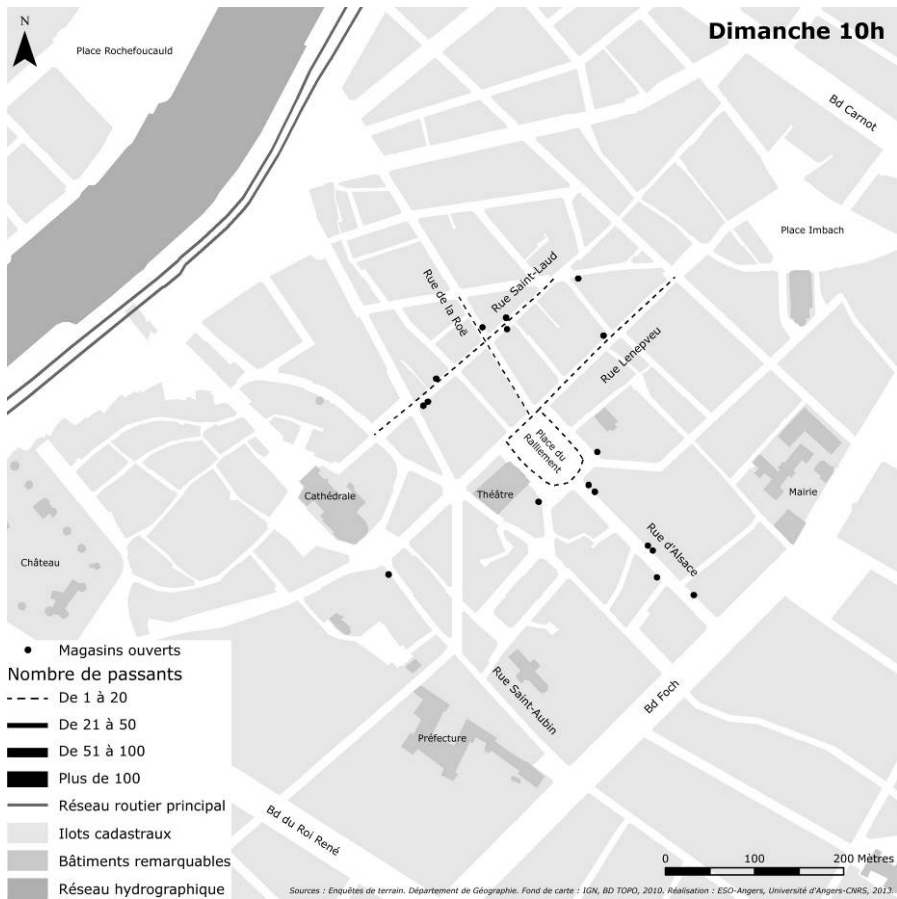 N
Dimanche 10h
Place Rochefoucauld
Bd Carnot
Place Imbach
Rue Saint-Laud
Rue de la Roë
Rue Lenepveu
Place du
Ralliement
Cathédrale
Théâtre
Mairie
Rue d'Alsace
Château
Rue Saint-Aubin
Bd Foch
Préfecture
Bd du Roi René
Magasins ouverts
Nombre de passants
De 1 à 20
De 21 à 50
De 51 à 100
Plus de 100
Réseau routier principal
Ilots cadastraux
Bâtiments remarquables
Réseau hydrographique
0 100 200 Mètres
Sources : Enquêtes de terrain. Département de Géographie. Fond de carte : IGN, BD TOPO, 2010. Réalisation : ESO-Angers, Université d'Angers-CNRS, 2013.